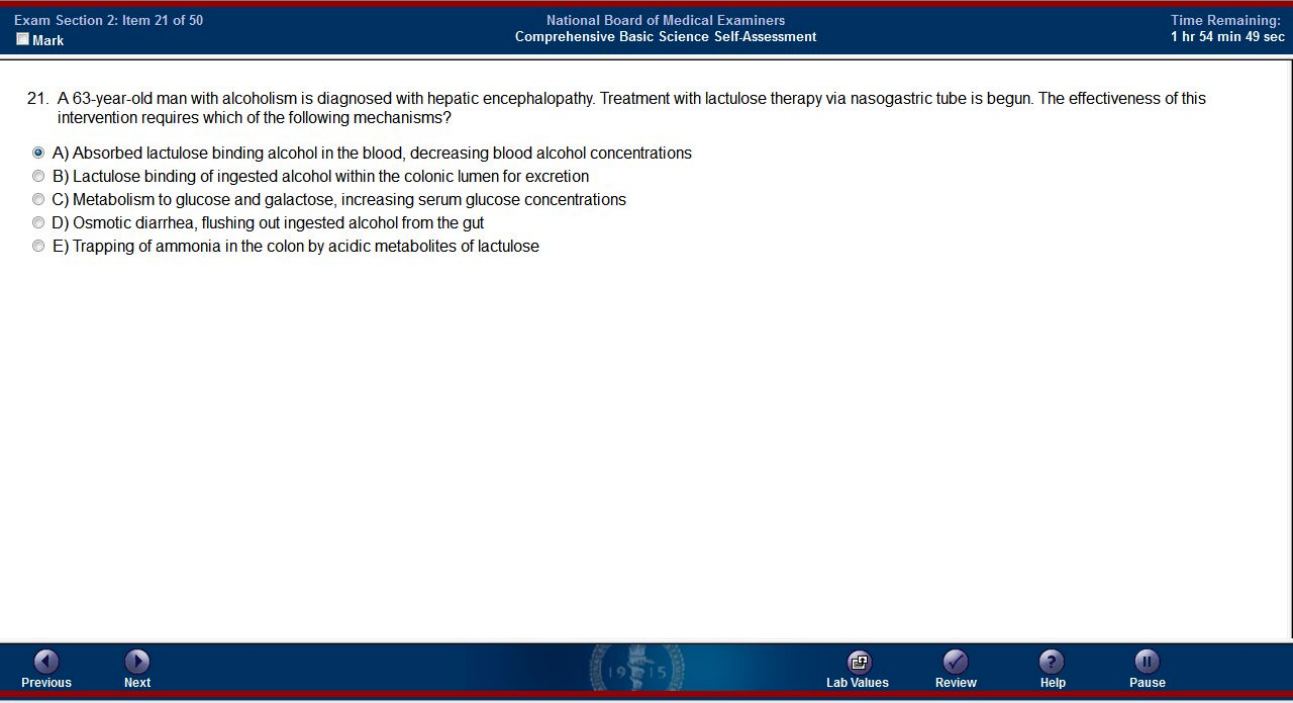 Exam Section 2: Item 21 of 50
National Board of Medical Examiners
Time Remaining:
Mark
Comprehensive Basic Science Self-Assessment
1 hr 54 min 49 sec
21. A 63-year-old man with alcoholism is diagnosed with hepatic encephalopathy. Treatment with lactulose therapy via nasogastric tube is begun. The effectiveness of this
intervention requires which of the following mechanisms?
A) Absorbed lactulose binding alcohol in the blood, decreasing blood alcohol concentrations
B) Lactulose binding of ingested alcohol within the colonic lumen for excretion
C) Metabolism to glucose and galactose, increasing serum glucose concentrations
D) Osmotic diarrhea, flushing out ingested alcohol from the gut
E) Trapping of ammonia in the colon by acidic metabolites of lactulose
1915
Previous
Next
Lab Values
Review
Help
Pause